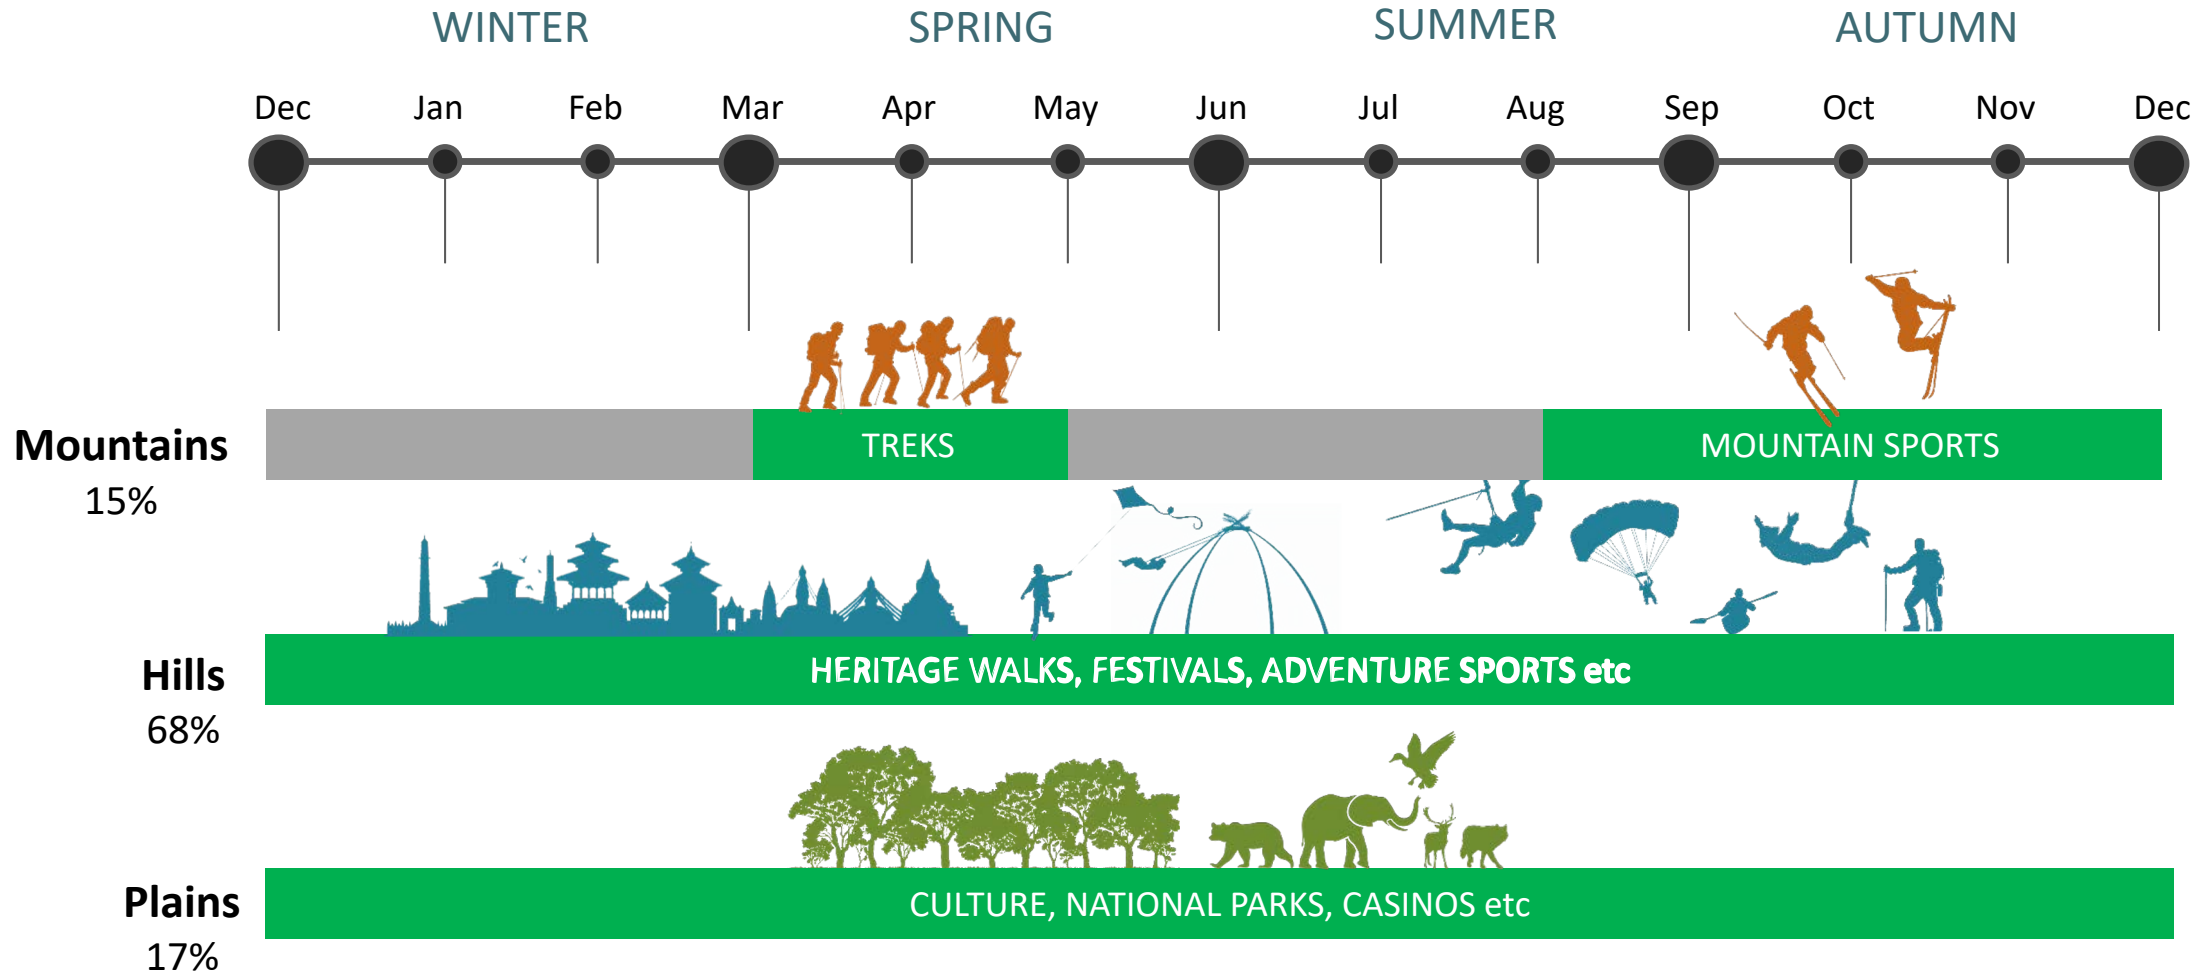 WINTER SPRING SUMMER AUTUMN
Dec Jan Feb Mar Apr May Jun Jul Aug Sep Oct Nov Dec
Mountains
15%
TREKS
MOUNTAIN SPORTS
Hills
68%
HERITAGE WALKS, FESTIVALS, ADVENTURE SPORTS etc
Plains
17%
CULTURE, NATIONAL PARKS, CASINOS etc